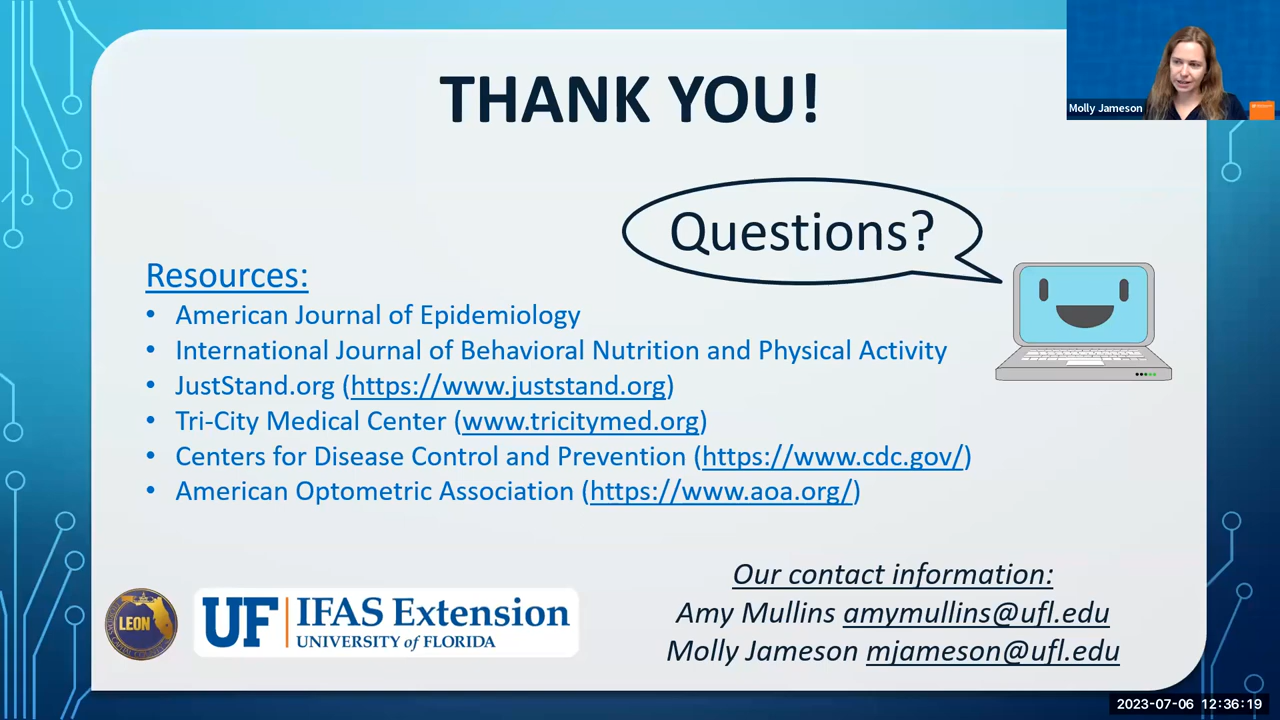 THANK YOU!
Molly Jameson
Questions?
Resources:
• American Journal of Epidemiology
• International Journal of Behavioral Nutrition and Physical Activity
• JustStand.org (https://www.juststand.org)
• Tri-City Medical Center (www.tricitymed.org)
• Centers for Disease Control and Prevention (https://www.cdc.gov/)
• American Optometric Association (https://www.aoa.org/)
Our contact information:
Amy Mullins amymullins@ufl.edu
Molly Jameson mjameson@ufl.edu
LEON
UF IFAS Extension
UNIVERSITY of FLORIDA
2023-07-06 12:36:19